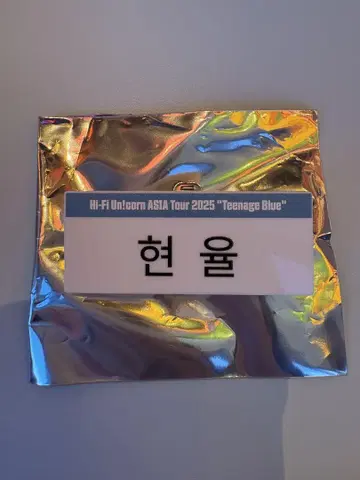 Hi-Fi Un!corn ASIA Tour 2025 "Teenage Blue"
현 율